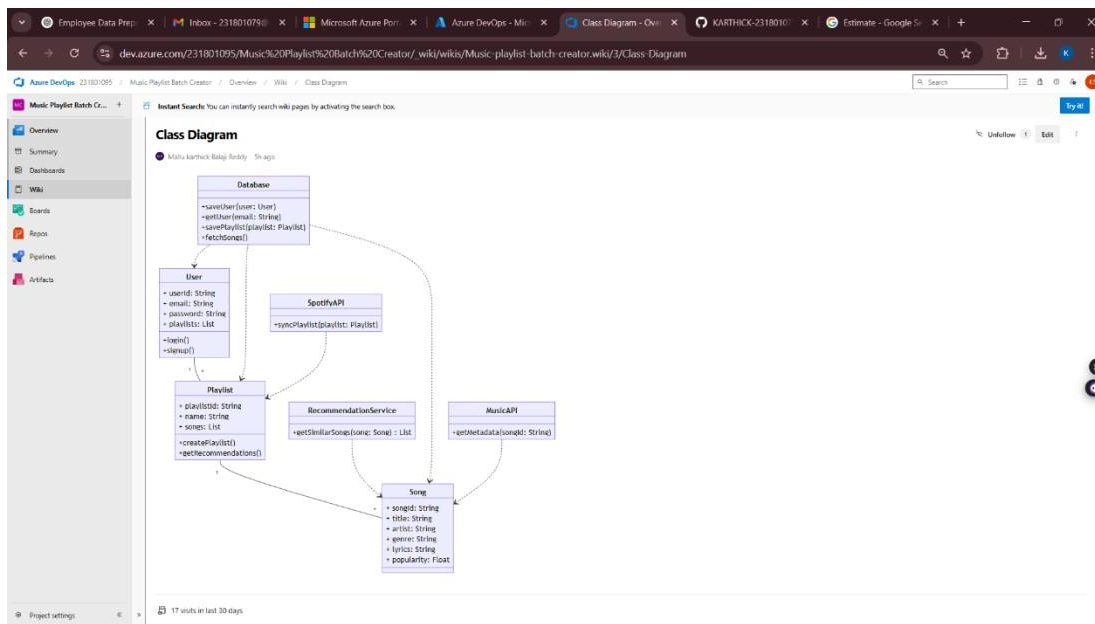 Employee Data Prep
Inbox - 231801079@
Microsoft Azure Port
Azure DevOps - Mic
Class Diagram - Over
KARTHICK-23180107
Estimate - Google Se
dev.azure.com/231801095/Music%20Playlist%20Batch%20Creator/_wiki/wikis/Music-playlist-batch-creator.wiki/3/Class-Diagram
K
Azure DevOps 231801095 / Music Playlist Batch Creator / Overview / Wiki / Class Diagram
Search
MC Music Playlist Batch Cr... +
Instant Search: You can instantly search wiki pages by activating the search box.
Try it!
Overview
Summary
Dashboards
Wiki
Boards
Repos
Pipelines
Artifacts
Class Diagram
Unfollow 1 Edit
karthick Balaji Reddy 5h ago
Database
+saveUser(user: User)
+getUser(email: String)
+savePlaylist(playlist: Playlist)
+fetchSongs()
User
+ userId: String
+ email: String
+ password: String
+ playlists: List
+login()
+signup()
SpotifyAPI
+syncPlaylist(playlist: Playlist)
Playlist
+ playlistId: String
+ name: String
+ songs: List
+createPlaylist()
+getRecommendations()
RecommendationService
+getSimilarSongs(song: Song) : List
MusicAPI
+getMetadata(songId: String)
Song
+ songId: String
+ title: String
+ artist: String
+ genre: String
+ lyrics: String
+ popularity: Float
17 visits in last 30 days
Project settings